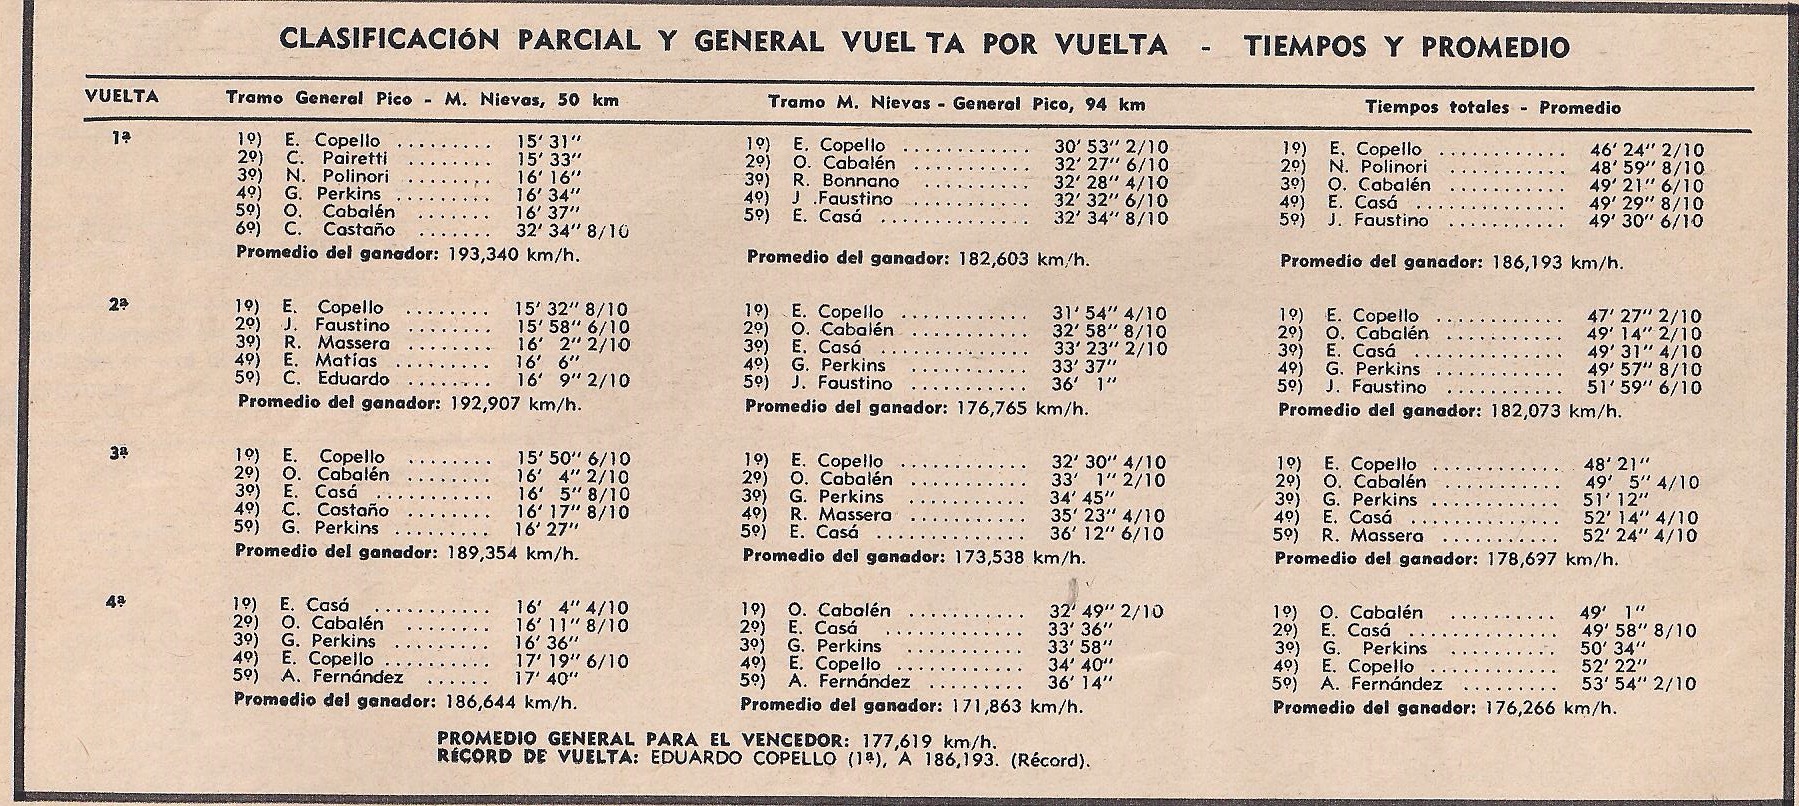 CLASIFICACIÓN PARCIAL Y GENERAL VUELTA POR VUELTA - TIEMPOS Y PROMEDIO
VUELTA Tramo General Pico - M. Nievas, 50 km Tramo M. Nievas - General Pico, 94 km Tiempos totales - Promedio
1ª
1º) E. Copello ......... 15' 31"
2º) C. Pairetti ......... 15' 33"
3º) N. Polinori ........ 16' 16"
4º) G. Perkins ........ 16' 34"
5º) O. Cabalén ....... 16' 37"
6º) C. Castaño ....... 32' 34" 8/10
Promedio del ganador: 193,340 km/h.
1º) E. Copello ............ 30' 53" 2/10
2º) O. Cabalén ........... 32' 27" 6/10
3º) R. Bonnano ........... 32' 28" 4/10
4º) J .Faustino ............ 32' 32" 6/10
5º) E. Casá .............. 32' 34" 8/10
Promedio del ganador: 182,603 km/h.
1º) E. Copello ............ 46' 24" 2/10
2º) N. Polinori ........... 48' 59" 8/10
3º) O. Cabalén ........... 49' 21" 6/10
4º) E. Casá .............. 49' 29" 8/10
5º) J. Faustino ........... 49' 30" 6/10
Promedio del ganador: 186,193 km/h.
2ª
1º) E. Copello ........ 15' 32" 8/10
2º) J. Faustino ........ 15' 58" 6/10
3º) R. Massera ........ 16' 2" 2/10
4º) E. Matías ......... 16' 6"
5º) C. Eduardo ........ 16' 9" 2/10
Promedio del ganador: 192,907 km/h.
1º) E. Copello ............ 31' 54" 4/10
2º) O. Cabalén ........... 32' 58" 8/10
3º) E. Casá .............. 33' 23" 2/10
4º) G. Perkins ............ 33' 37"
5º) J. Faustino ............ 36' 1"
Promedio del ganador: 176,765 km/h.
1º) E. Copello ............ 47' 27" 2/10
2º) O. Cabalén ........... 49' 14" 2/10
3º) E. Casá .............. 49' 31" 4/10
4º) G. Perkins ............ 49' 57" 8/10
5º) J. Faustino ........... 51' 59" 6/10
Promedio del ganador: 182,073 km/h.
3ª
1º) E. Copello ........ 15' 50" 6/10
2º) O. Cabalén ........ 16' 4" 2/10
3º) E. Casá ........... 16' 5" 8/10
4º) C. Castaño ........ 16' 17" 8/10
5º) G. Perkins ......... 16' 27"
Promedio del ganador: 189,354 km/h.
1º) E. Copello ............ 32' 30" 4/10
2º) O. Cabalén ........... 33' 1" 2/10
3º) G. Perkins ............ 34' 45"
4º) R. Massera ........... 35' 23" 4/10
5º) E. Casá .............. 36' 12" 6/10
Promedio del ganador: 173,538 km/h.
1º) E. Copello ............ 48' 21"
2º) O. Cabalén ........... 49' 5" 4/10
3º) G. Perkins ............ 51' 12"
4º) E. Casá .............. 52' 14" 4/10
5º) R. Massera ........... 52' 24" 4/10
Promedio del ganador: 178,697 km/h.
4ª
1º) E. Casá ........... 16' 4" 4/10
2º) O. Cabalén ........ 16' 11" 8/10
3º) G. Perkins ......... 16' 36"
4º) E. Copello .......... 17' 19" 6/10
5º) A. Fernández ...... 17' 40"
Promedio del ganador: 186,644 km/h.
1º) O. Cabalén ........... 32' 49" 2/10
2º) E. Casá .............. 33' 36"
3º) G. Perkins ............ 33' 58"
4º) E. Copello ............ 34' 40"
5º) A. Fernández ......... 36' 14"
Promedio del ganador: 171,863 km/h.
1º) O. Cabalén ........... 49' 1"
2º) E. Casá .............. 49' 58" 8/10
3º) G. Perkins ........... 50' 34"
4º) E. Copello ............ 52' 22"
5º) A. Fernández ......... 53' 54" 2/10
Promedio del ganador: 176,266 km/h.
PROMEDIO GENERAL PARA EL VENCEDOR: 177,619 km/h.
RÉCORD DE VUELTA: EDUARDO COPELLO (1ª), A 186,193. (Récord).